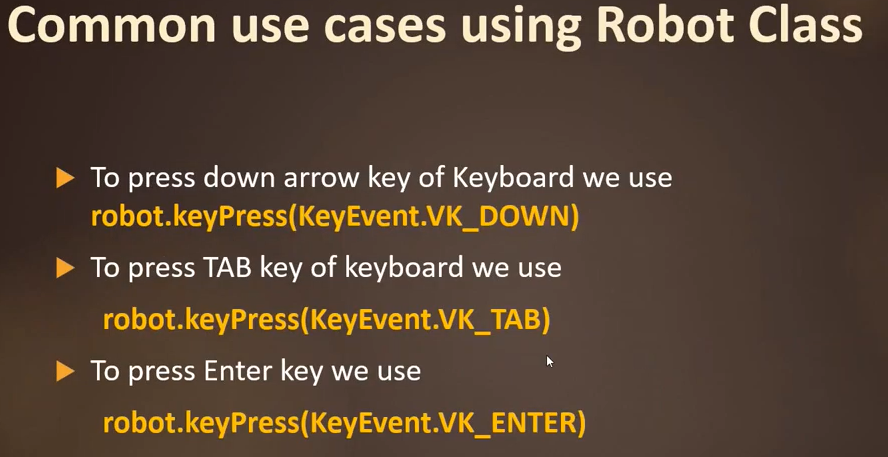 Common use cases using Robot Class
To press down arrow key of Keyboard we use
robot.keyPress(KeyEvent.VK_DOWN)
To press TAB key of keyboard we use
robot.keyPress(KeyEvent.VK_TAB)
To press Enter key we use
robot.keyPress(KeyEvent.VK_ENTER)